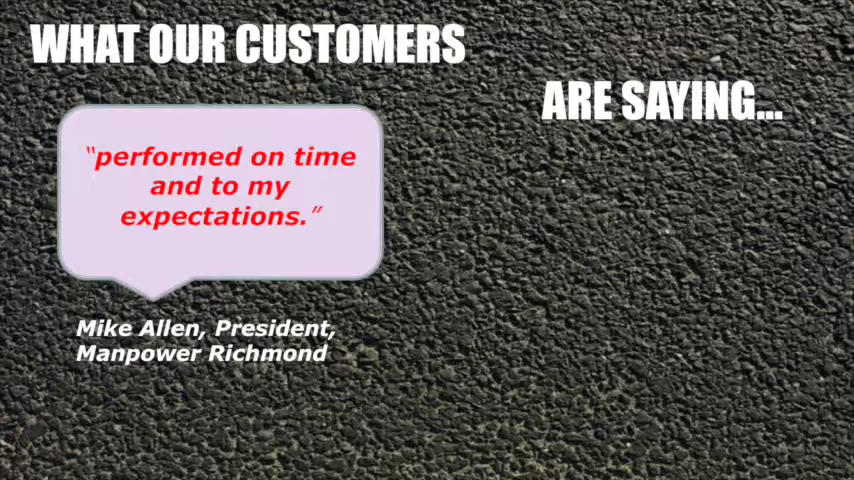 WHAT OUR CUSTOMERS
ARE SAYING...
“performed on time
and to my
expectations.”
Mike Allen, President,
Manpower Richmond